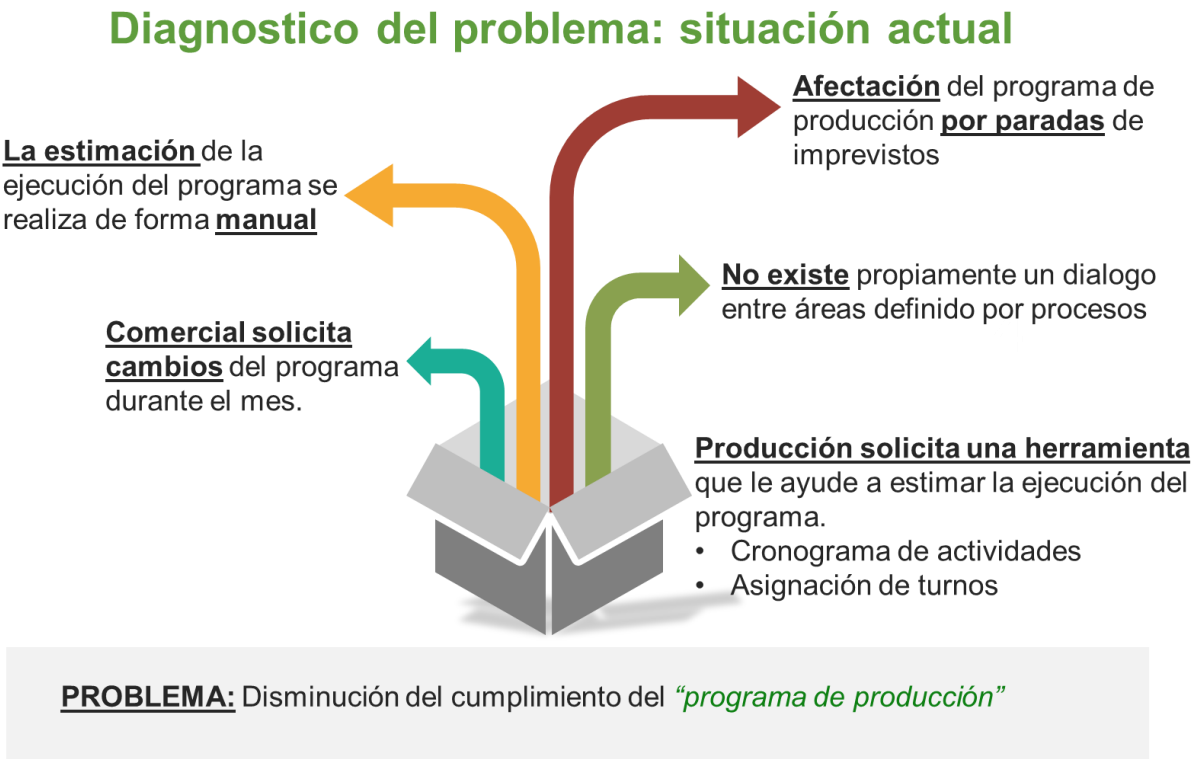 Diagnostico del problema: situación actual
La estimación de la
ejecución del programa se
realiza de forma manual
Comercial solicita
cambios del programa
durante el mes.
Afectación del programa de
producción por paradas de
imprevistos
No existe propiamente un dialogo
entre áreas definido por procesos
Producción solicita una herramienta
que le ayude a estimar la ejecución del
programa.
• Cronograma de actividades
• Asignación de turnos
PROBLEMA: Disminución del cumplimiento del “programa de producción”